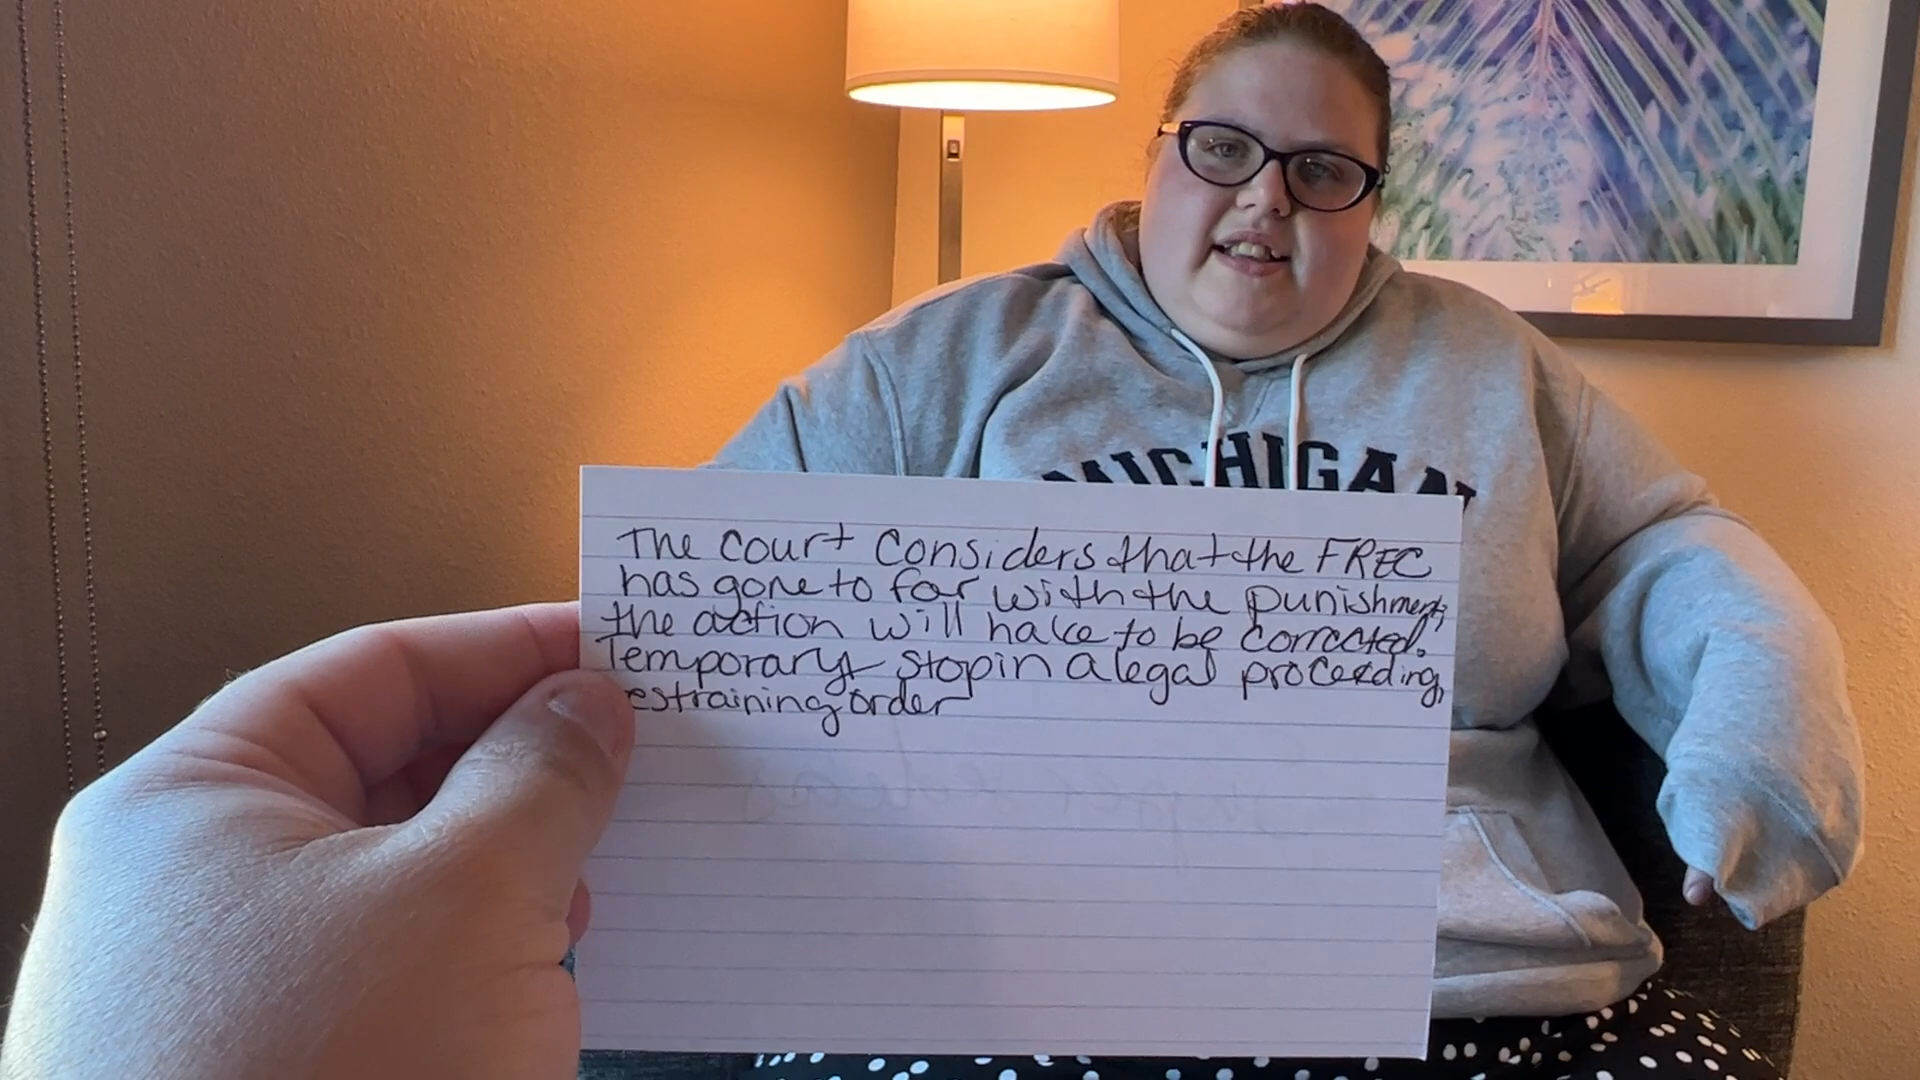 MICHIGAN
The Court Considers that the FREC
has gone to far with the punishment,
the action will have to be corrected.
Temporary stop in a legal proceeding,
estraining order